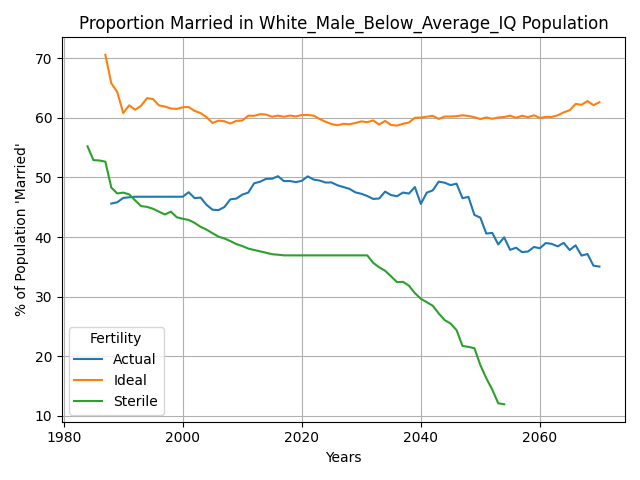 Proportion Married in White_Male_Below_Average_IQ Population
% of Population 'Married'
70
60
50
40
30
20
10
Fertility
Actual
Ideal
Sterile
1980
2000
2020
2040
2060
Years